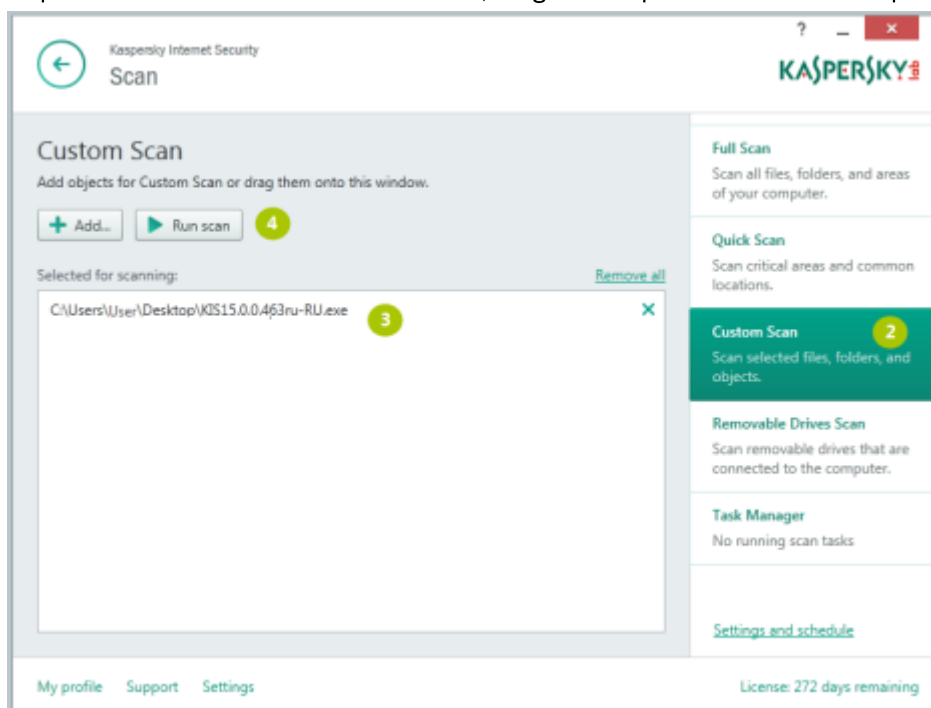 Kaspersky Internet Security
Scan
?
KASPERSKY lab
Custom Scan
Add objects for Custom Scan or drag them onto this window.
Add...
Run scan
4
Selected for scanning:
Remove all
C:\Users\User\Desktop\KIS15.0.0.463ru-RU.exe
3
Full Scan
Scan all files, folders, and areas
of your computer.
Quick Scan
Scan critical areas and common
locations.
Custom Scan
2
Scan selected files, folders, and
objects.
Removable Drives Scan
Scan removable drives that are
connected to the computer.
Task Manager
No running scan tasks
Settings and schedule
My profile Support Settings
License: 272 days remaining